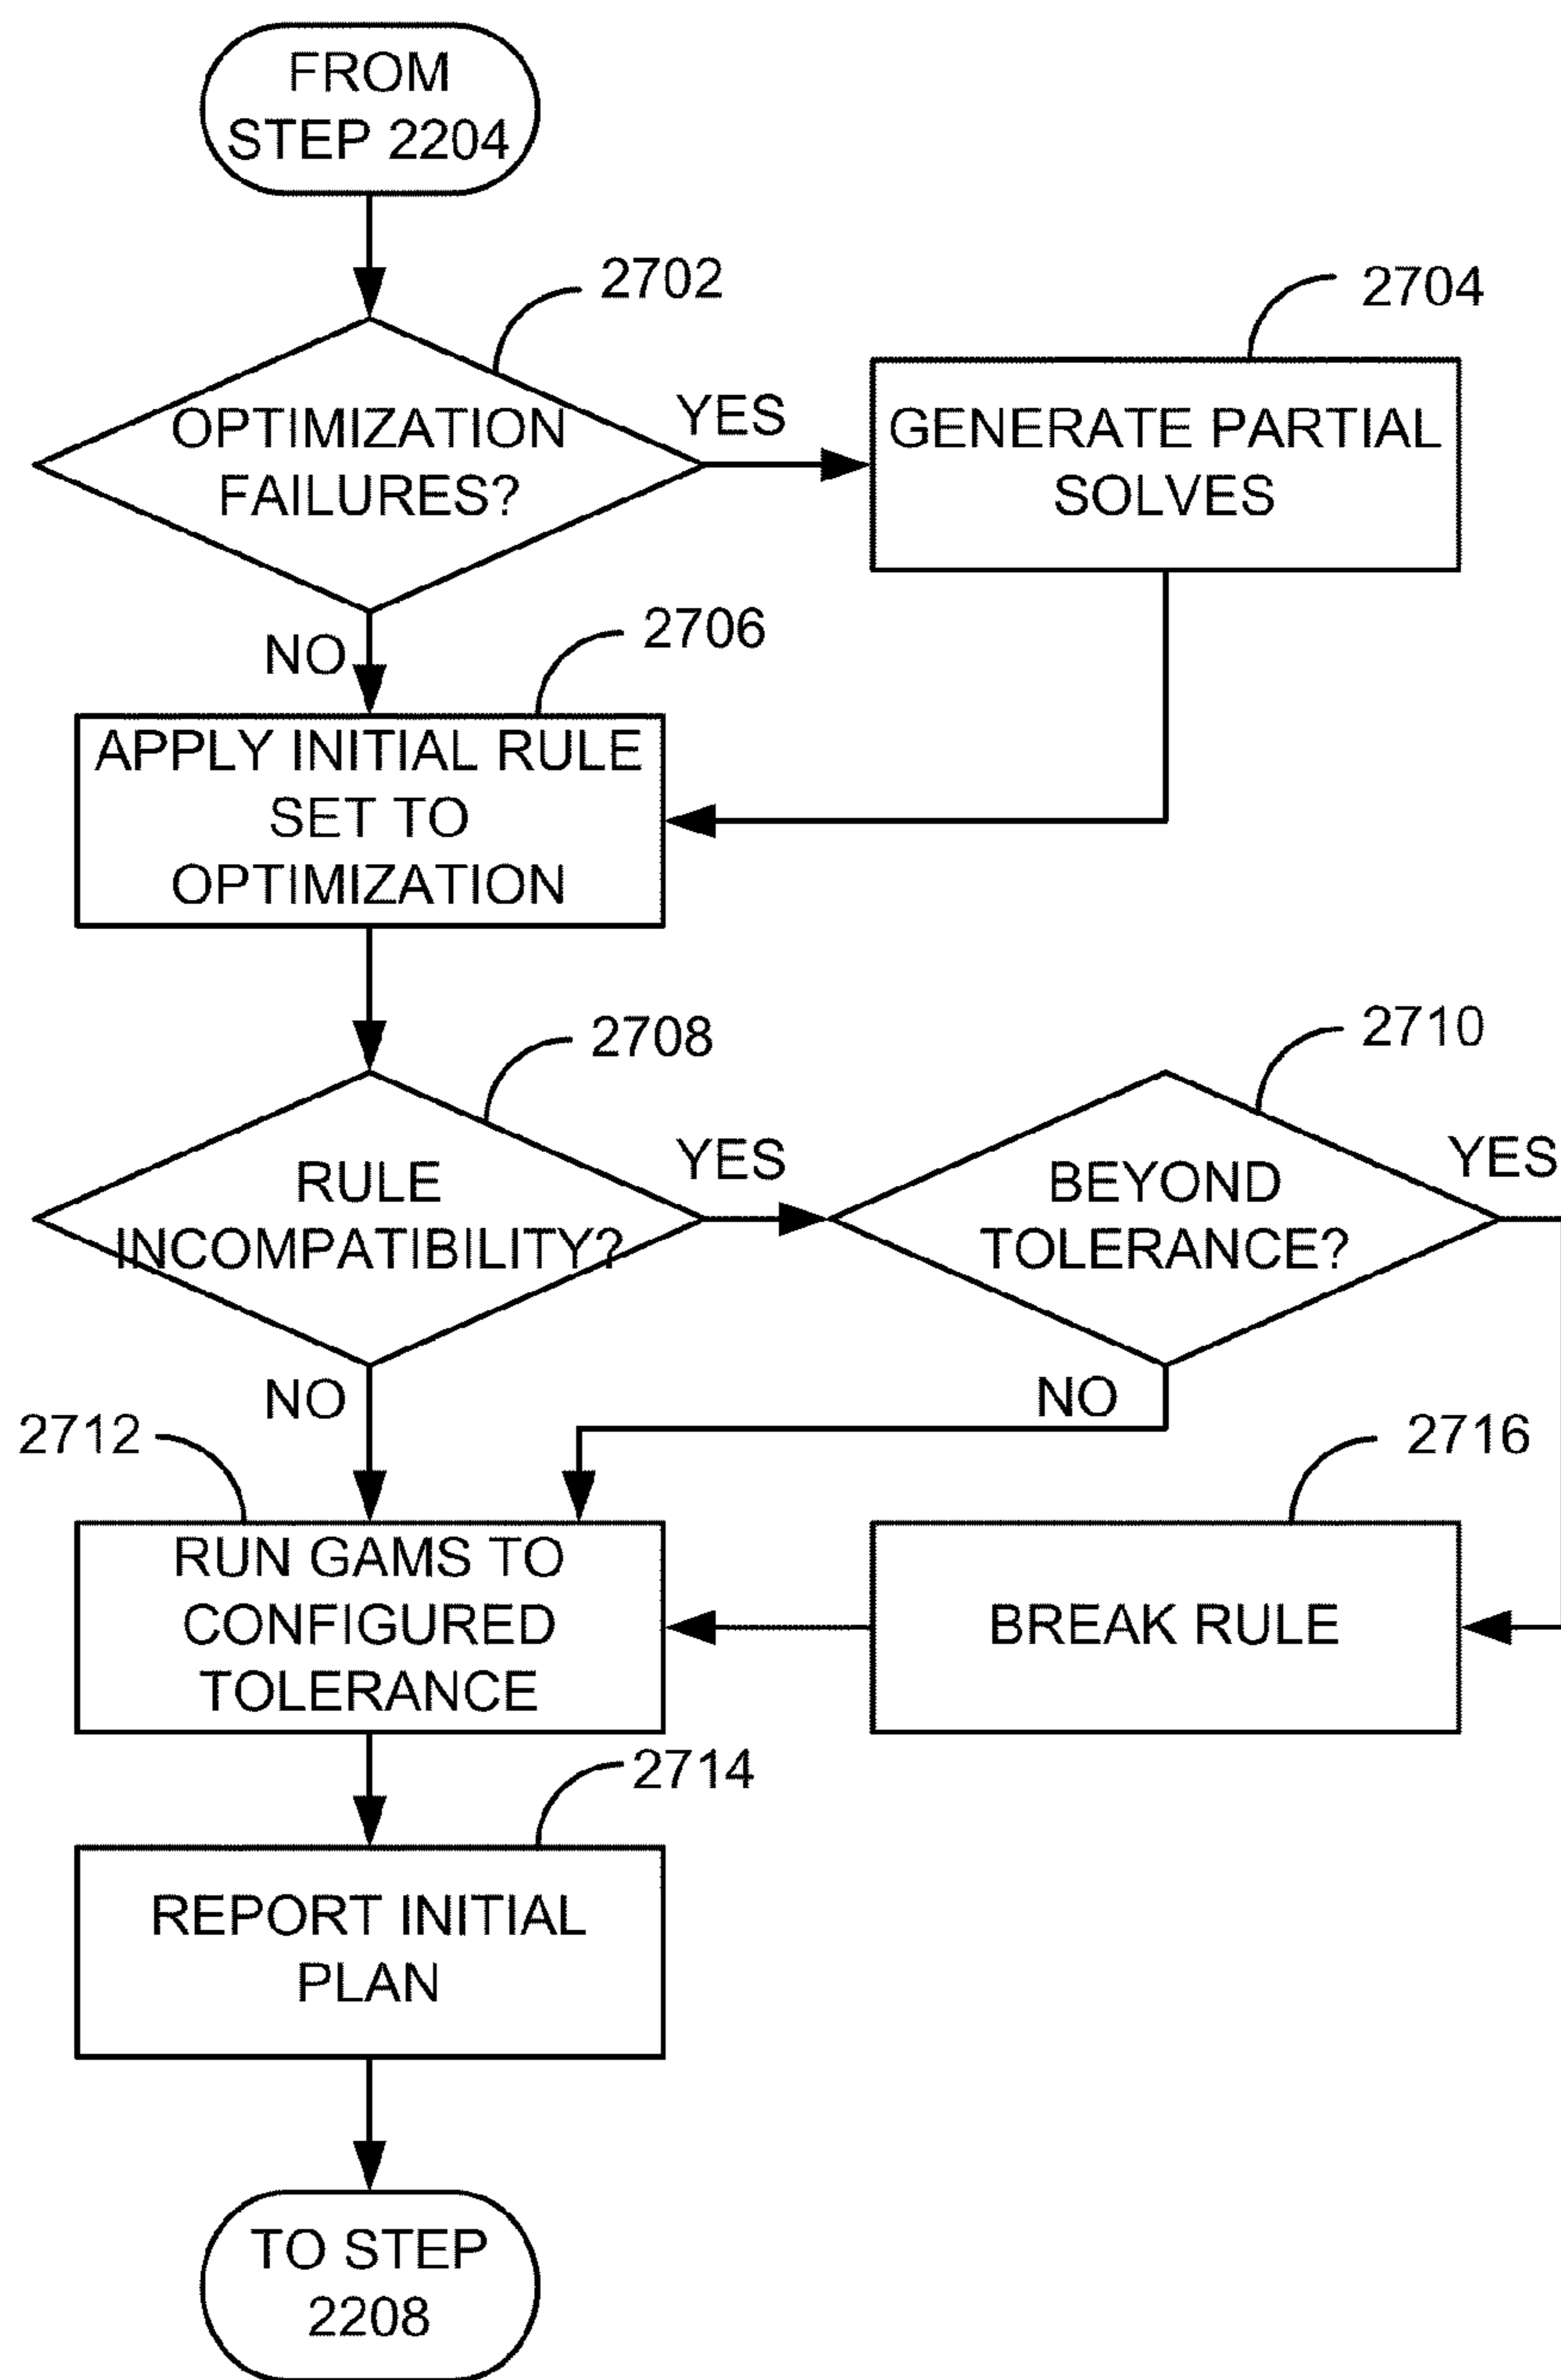 FROM
STEP 2204
2702
2704
OPTIMIZATION
FAILURES?
YES
GENERATE PARTIAL
SOLVES
NO
2706
APPLY INITIAL RULE
SET TO
OPTIMIZATION
2708
2710
RULE
INCOMPATIBILITY?
YES
BEYOND
TOLERANCE?
YES
NO
NO
2712
2716
RUN GAMS TO
CONFIGURED
TOLERANCE
BREAK RULE
2714
REPORT INITIAL
PLAN
TO STEP
2208